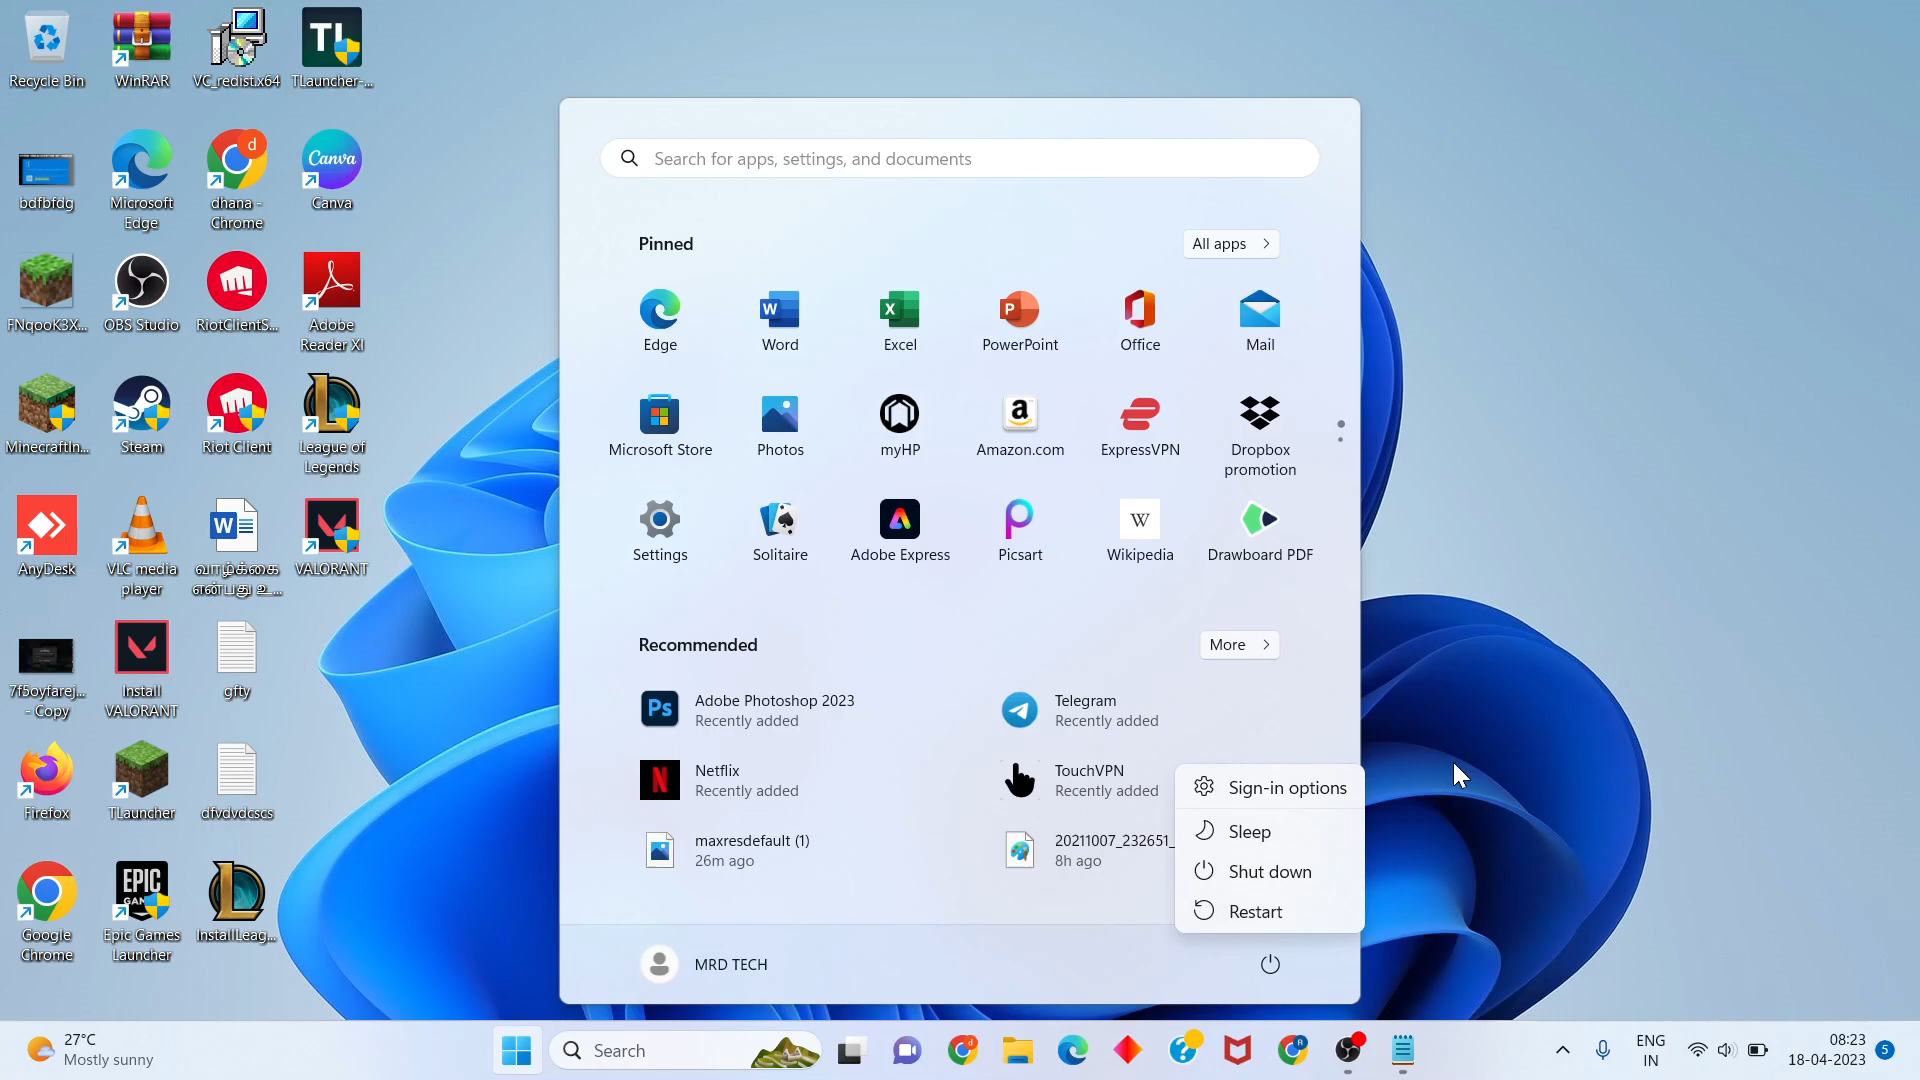 Recycle Bin
WinRAR
VC_redist.x64
TLauncher-...
bdfbfdg
Microsoft
Edge
dhana -
Chrome
Canva
FNqooK3X...
OBS Studio
RiotClientS...
Adobe
Reader XI
MinecraftIn...
Steam
Riot Client
League of
Legends
AnyDesk
VLC media
player
வாழ்க்கை
என்பது உ...
VALORANT
7f5oyfarej...
- Copy
Install
VALORANT
gfty
Firefox
TLauncher
dfvdvdcscs
Google
Chrome
Epic Games
Launcher
InstallLeag...
Search for apps, settings, and documents
Pinned
All apps
Edge
Word
Excel
PowerPoint
Office
Mail
Microsoft Store
Photos
myHP
Amazon.com
ExpressVPN
Dropbox
promotion
Settings
Solitaire
Adobe Express
Picsart
Wikipedia
Drawboard PDF
Recommended
More
Adobe Photoshop 2023
Recently added
Telegram
Recently added
Netflix
Recently added
TouchVPN
Recently added
maxresdefault (1)
26m ago
20211007_232651_
8h ago
Sign-in options
Sleep
Shut down
Restart
MRD TECH
27°C
Mostly sunny
Search
ENG
IN
08:23
18-04-2023
5